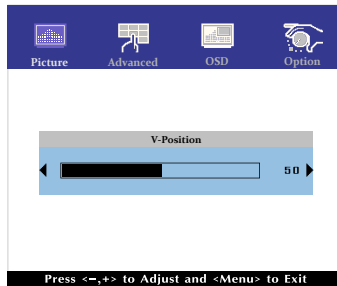 Picture Advanced OSD Option
V-Position
50
Press <–,+> to Adjust and <Menu> to Exit